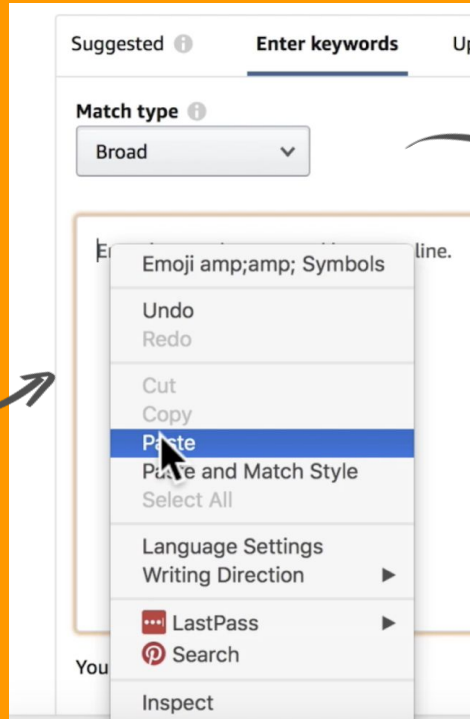 Suggested Enter keywords
Match type
Broad
line.
Emoji amp;amp; Symbols
Undo
Redo
Cut
Copy
Paste
Paste and Match Style
Select All
Language Settings
Writing Direction
LastPass
Search
You
Inspect